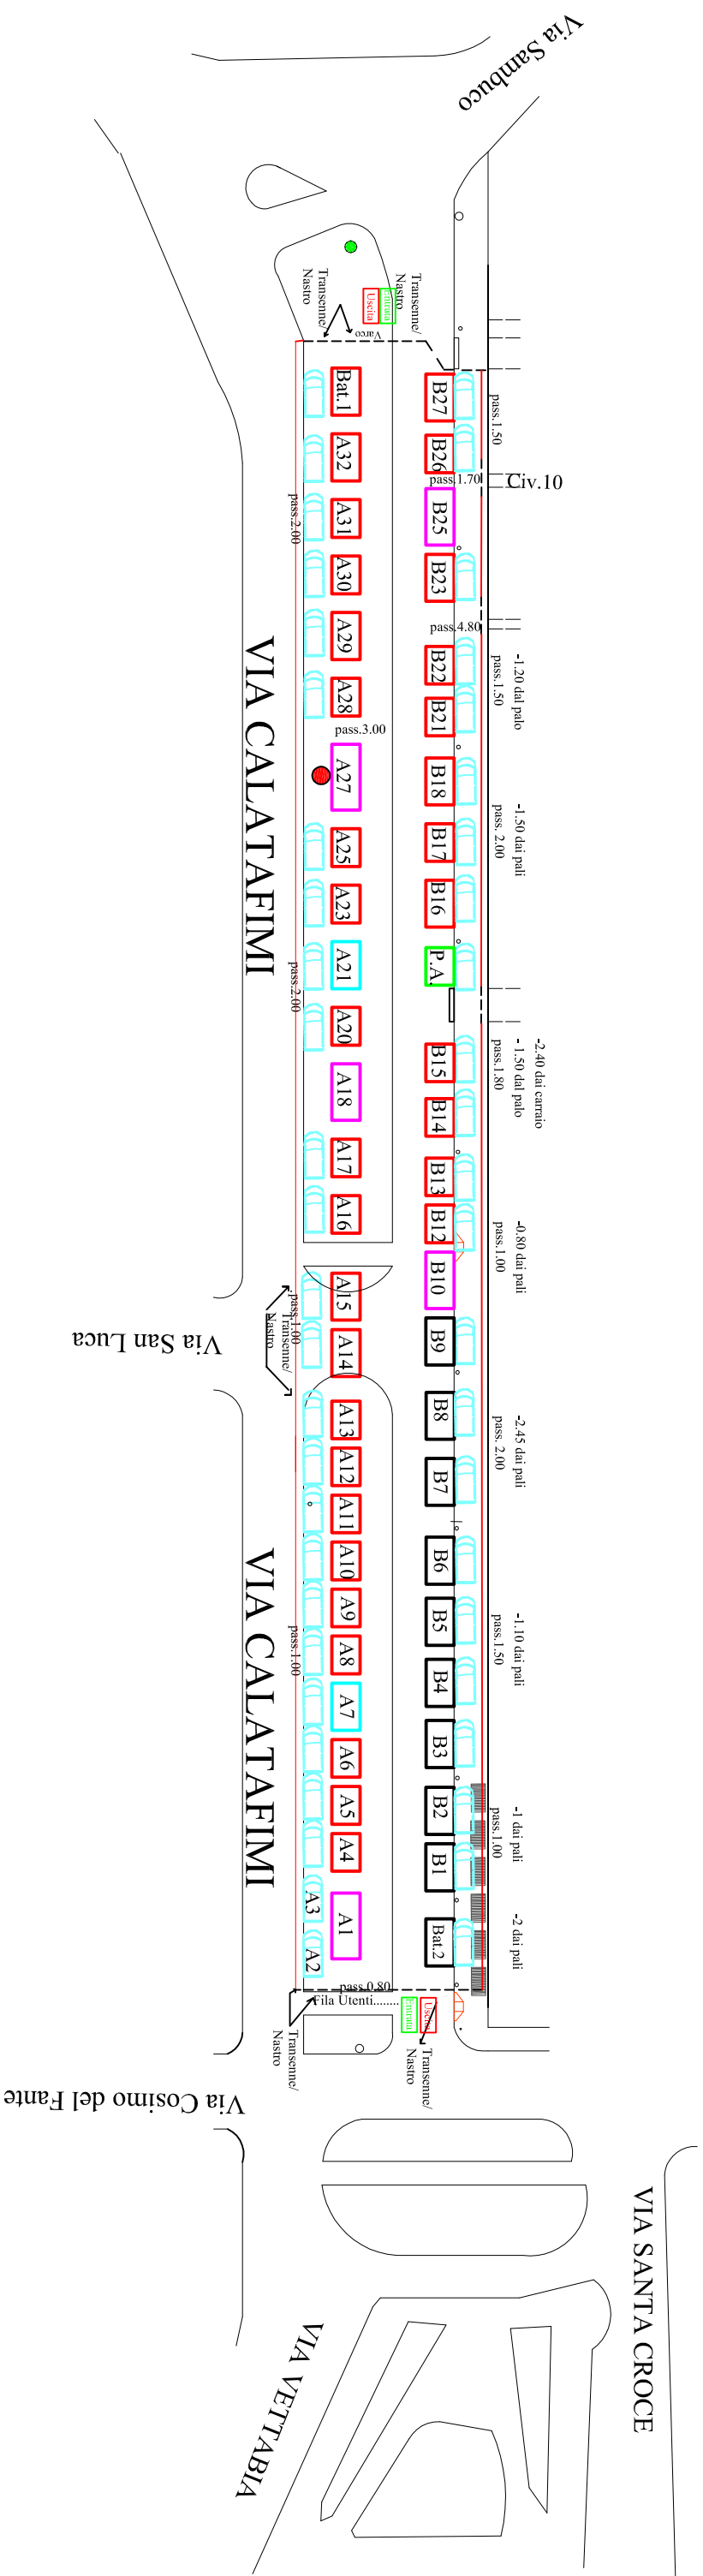 Via Sambuco
Transenne/
Nastro
Transenne/
Nastro
Uscita
Entrata
Varco
Bat.1
A32
A31
A30
A29
A28
pass.3.00
A27
A25
A23
A21
A20
A18
A17
A16
A15
A14
A13
A12
A11
A10
A9
A8
A7
A6
A5
A4
A3
A2
A1
pass.2.00
pass.2.00
pass.1.00
pass.1.00
B27
B26
pass.1.70
Civ.10
B25
B23
pass.4.80
B22
B21
B18
B17
B16
P.A.
B15
B14
B13
B12
B10
B9
B8
B7
B6
B5
B4
B3
B2
B1
Bat.2
pass.1.50
-1.20 dal palo
pass.1.50
-1.50 dai pali
pass. 2.00
-2.40 dai carraio
- 1.50 dal palo
pass.1.80
-0.80 dai pali
pass.1.00
-2.45 dai pali
pass. 2.00
-1.10 dai pali
pass.1.50
-1 dai pali
pass.1.00
-2 dai pali
VIA CALATAFIMI
Via San Luca
Transenne/
Nastro
VIA CALATAFIMI
pass.0.80
Fila Utenti........
Entrata
Uscita
Transenne/
Nastro
Transenne/
Nastro
Via Cosimo del Fante
VIA SANTA CROCE
VIA VETTABIA